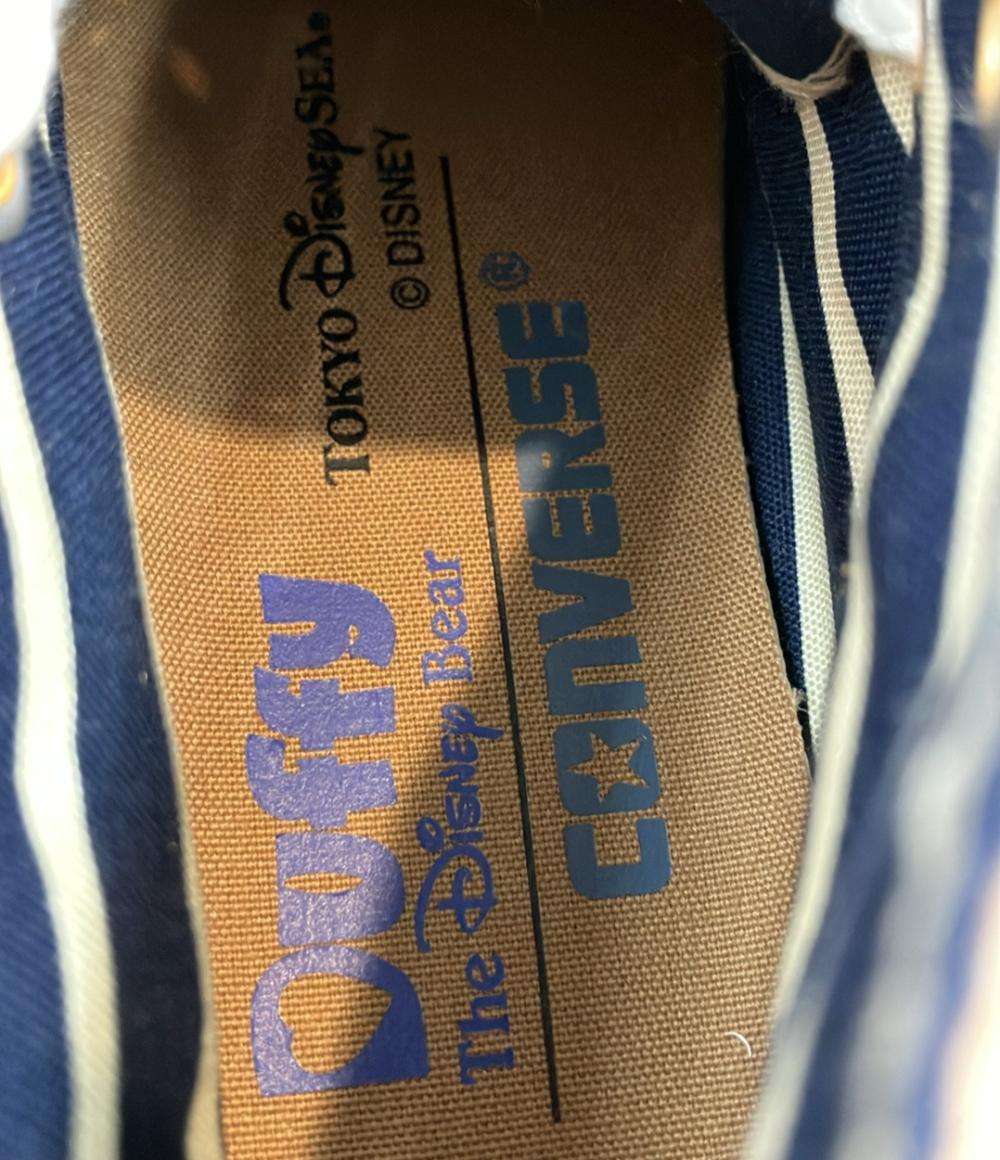 Duffy
The Disney Bear
TOKYO DisneySEA®
© DISNEY
CONVERSE®